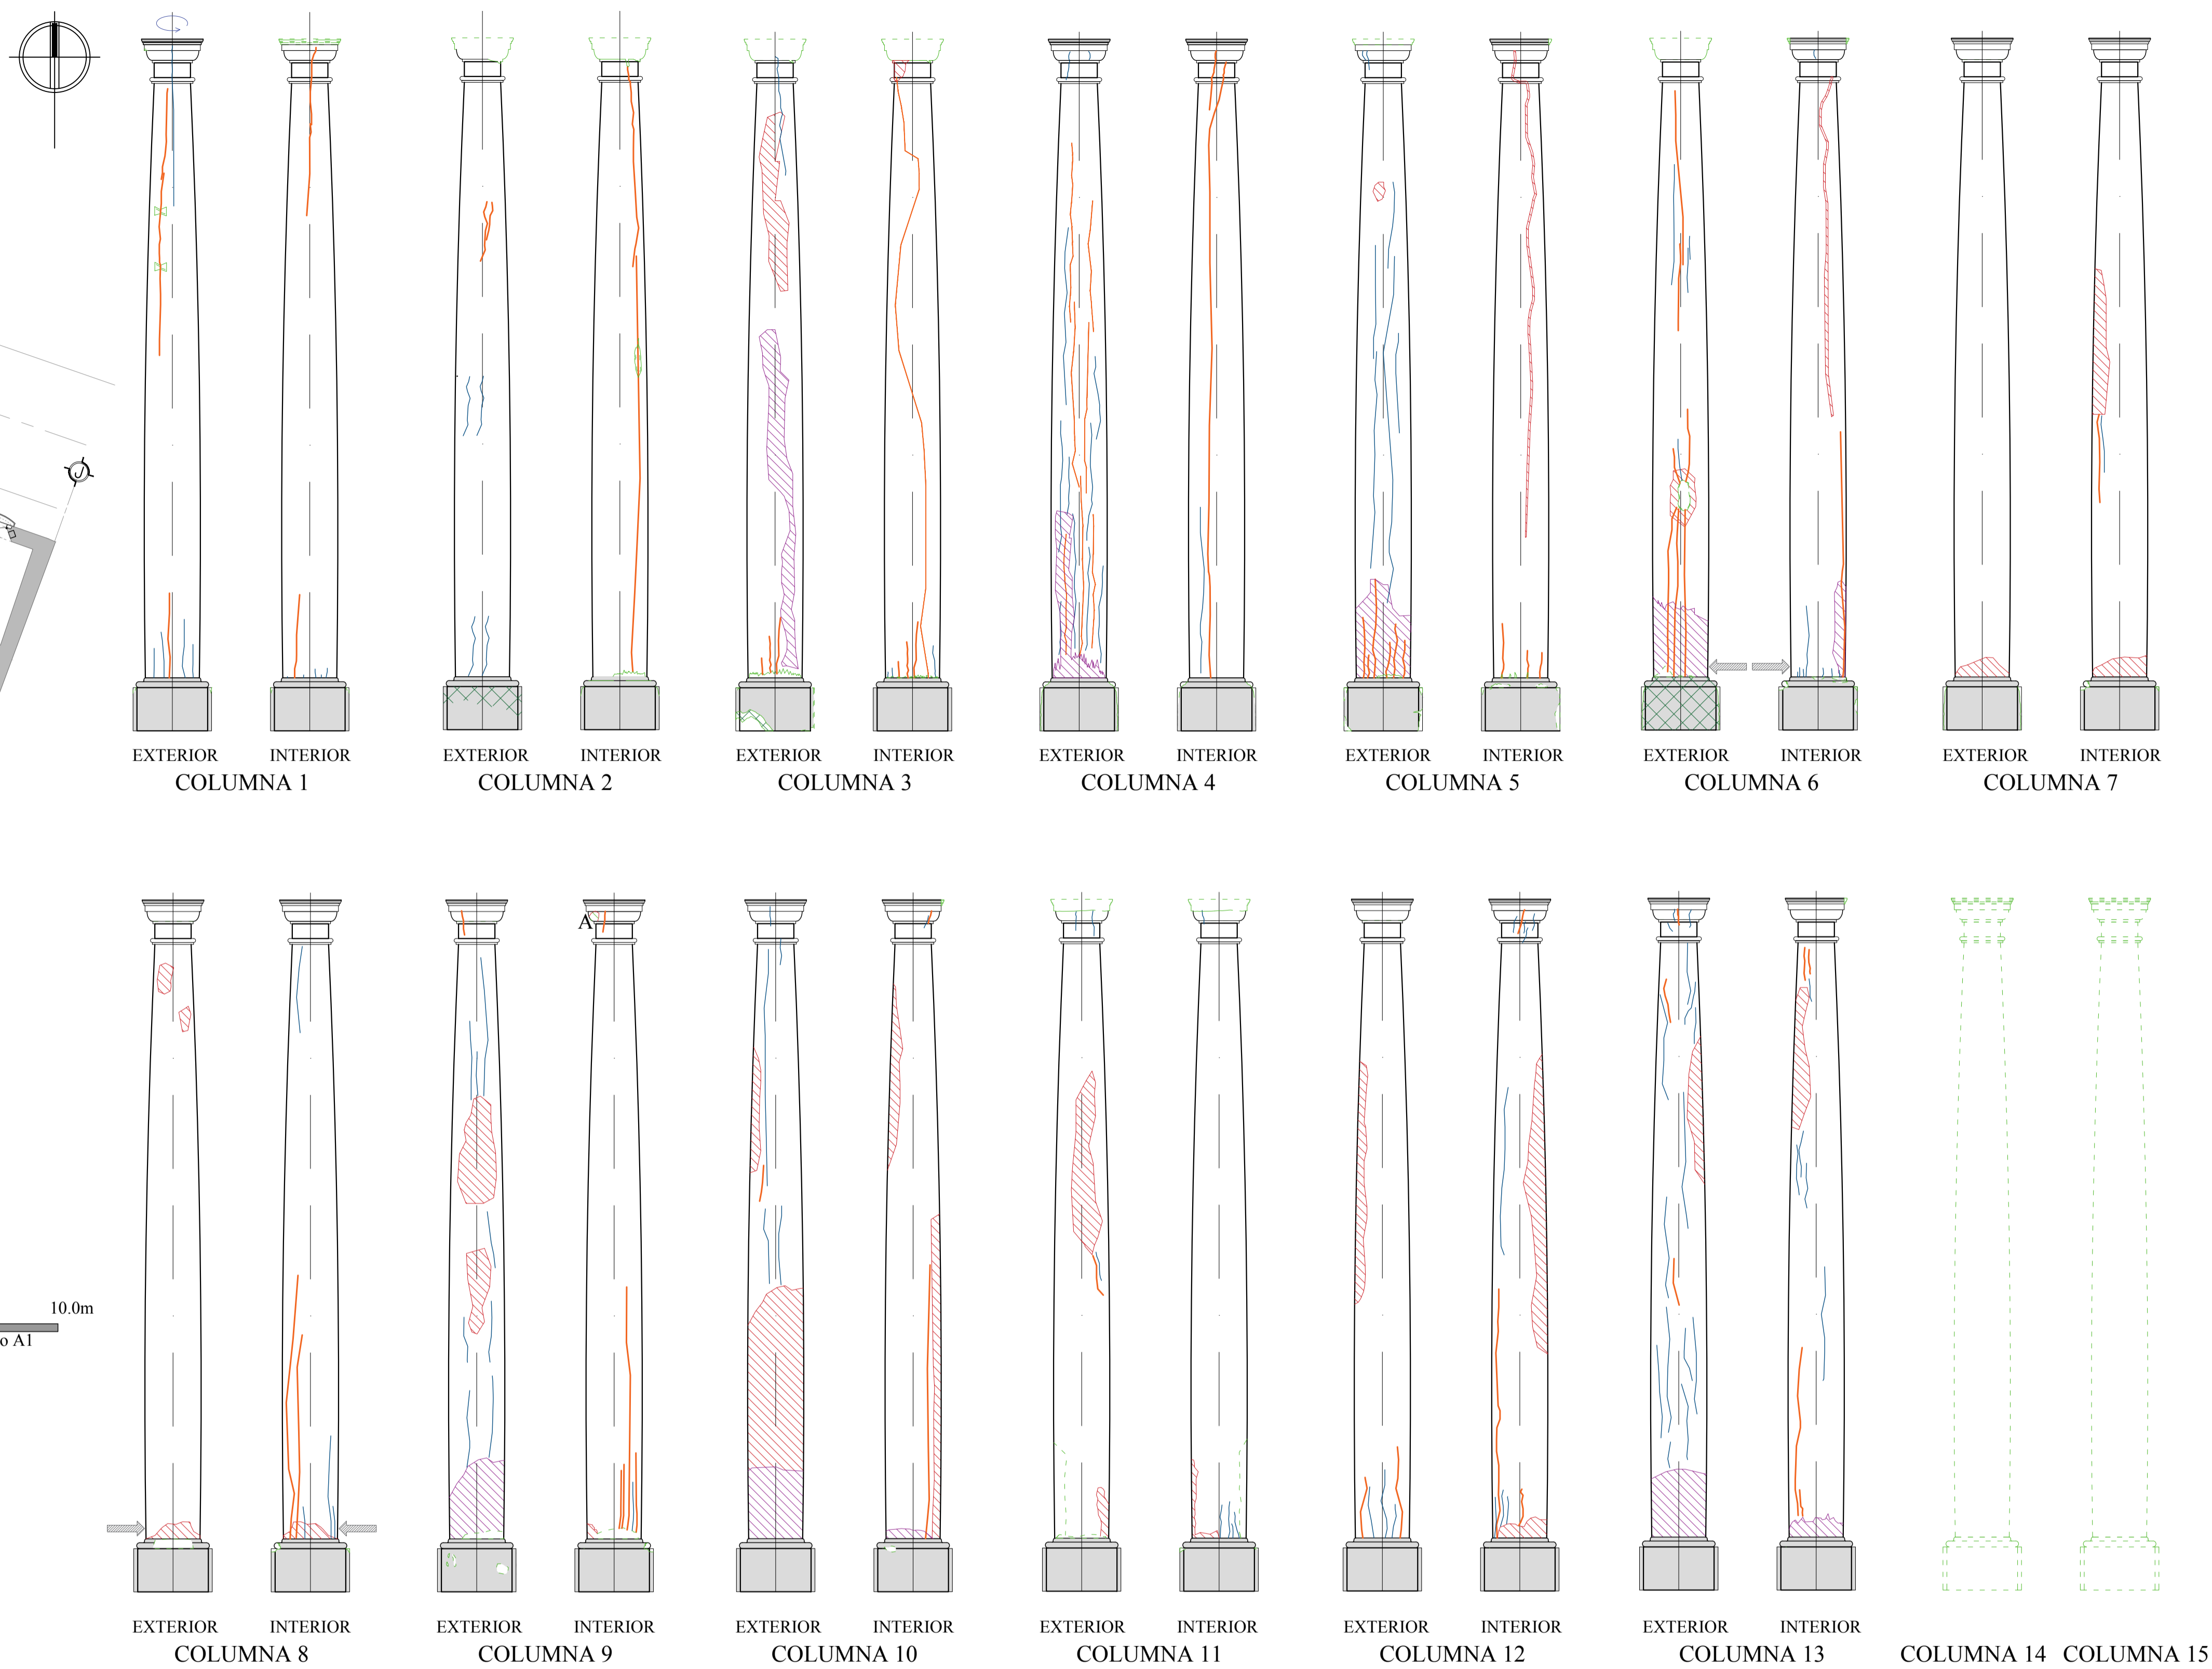 EXTERIOR INTERIOR EXTERIOR INTERIOR EXTERIOR INTERIOR EXTERIOR INTERIOR EXTERIOR INTERIOR EXTERIOR INTERIOR EXTERIOR INTERIOR
COLUMNA 1 COLUMNA 2 COLUMNA 3 COLUMNA 4 COLUMNA 5 COLUMNA 6 COLUMNA 7
J
A
10.0m
o A1
EXTERIOR INTERIOR EXTERIOR INTERIOR EXTERIOR INTERIOR EXTERIOR INTERIOR EXTERIOR INTERIOR EXTERIOR INTERIOR
COLUMNA 8 COLUMNA 9 COLUMNA 10 COLUMNA 11 COLUMNA 12 COLUMNA 13 COLUMNA 14 COLUMNA 15